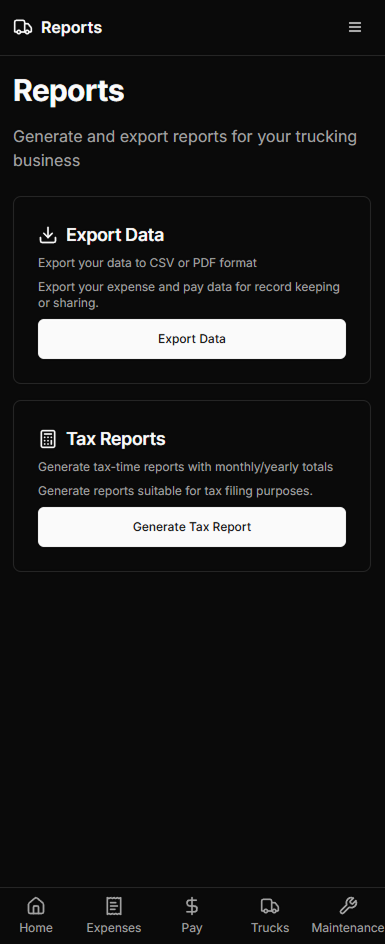 Reports
Reports
Generate and export reports for your trucking
business
Export Data
Export your data to CSV or PDF format
Export your expense and pay data for record keeping
or sharing.
Export Data
Tax Reports
Generate tax-time reports with monthly/yearly totals
Generate reports suitable for tax filing purposes.
Generate Tax Report
Home Expenses Pay Trucks Maintenance